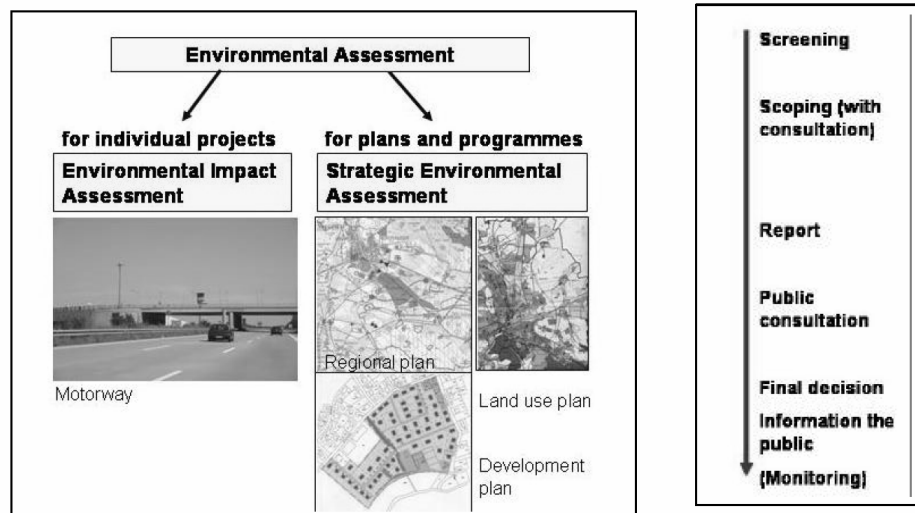 Environmental Assessment
for individual projects
Environmental Impact
Assessment
Motorway
for plans and programmes
Strategic Environmental
Assessment
Regional plan
Land use plan
Development
plan
Screening
Scoping (with
consultation)
Report
Public
consultation
Final decision
Information the
public
(Monitoring)